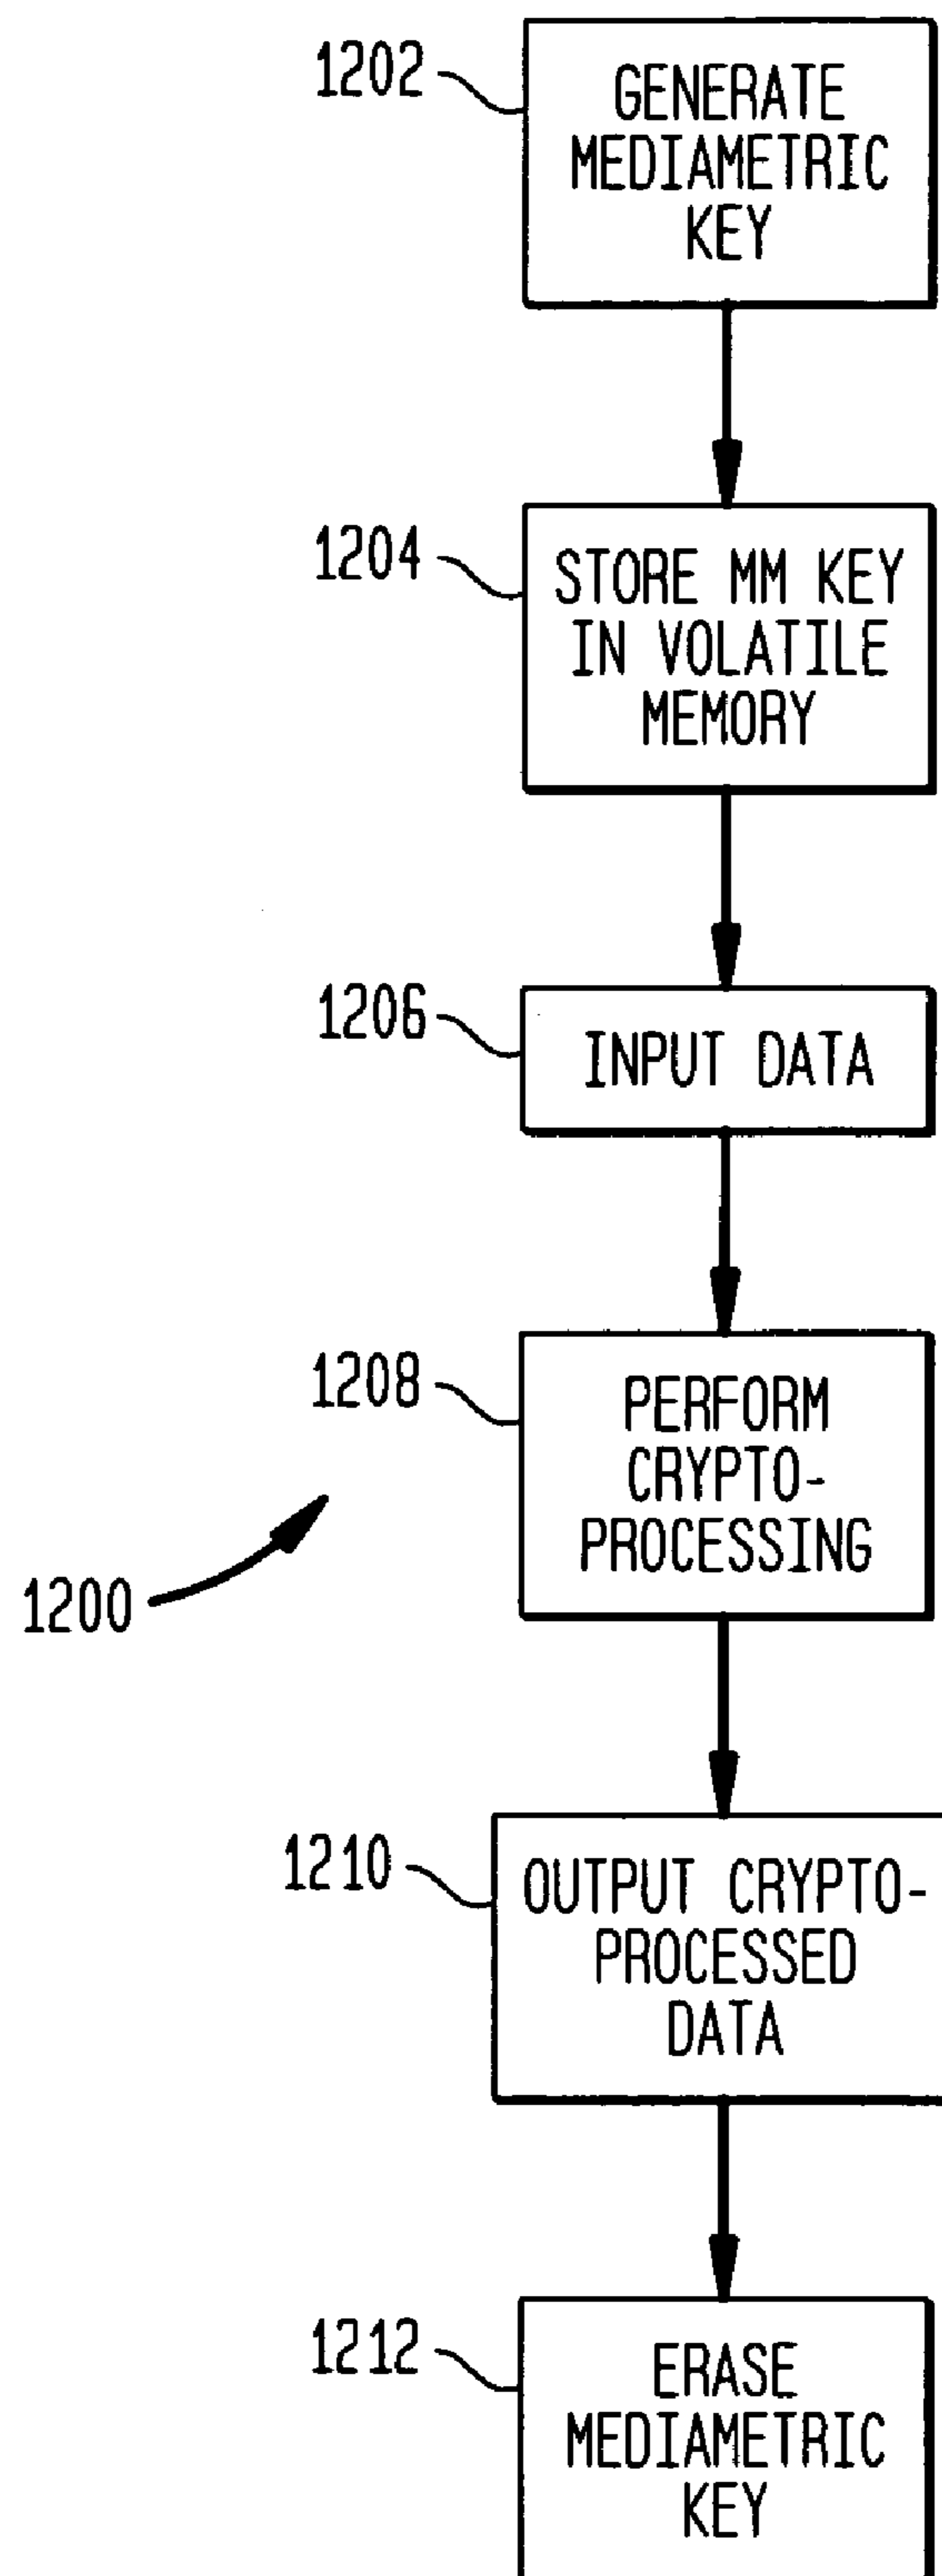 1202
GENERATE
MEDIAMETRIC
KEY
1204
STORE MM KEY
IN VOLATILE
MEMORY
1206
INPUT DATA
1208
PERFORM
CRYPTO-
PROCESSING
1200
1210
OUTPUT CRYPTO-
PROCESSED
DATA
1212
ERASE
MEDIAMETRIC
KEY